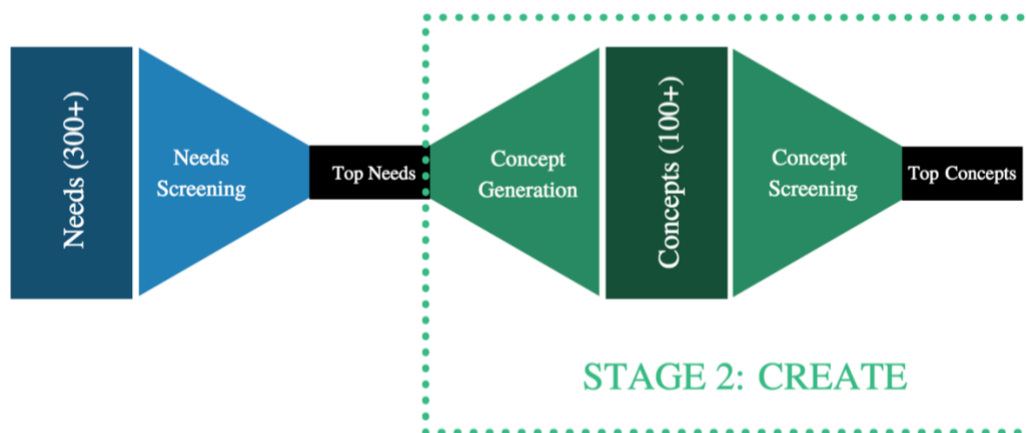 Needs (300+)
Needs
Screening
Top Needs
Concept
Generation
Concepts (100+)
Concept
Screening
Top Concepts
STAGE 2: CREATE